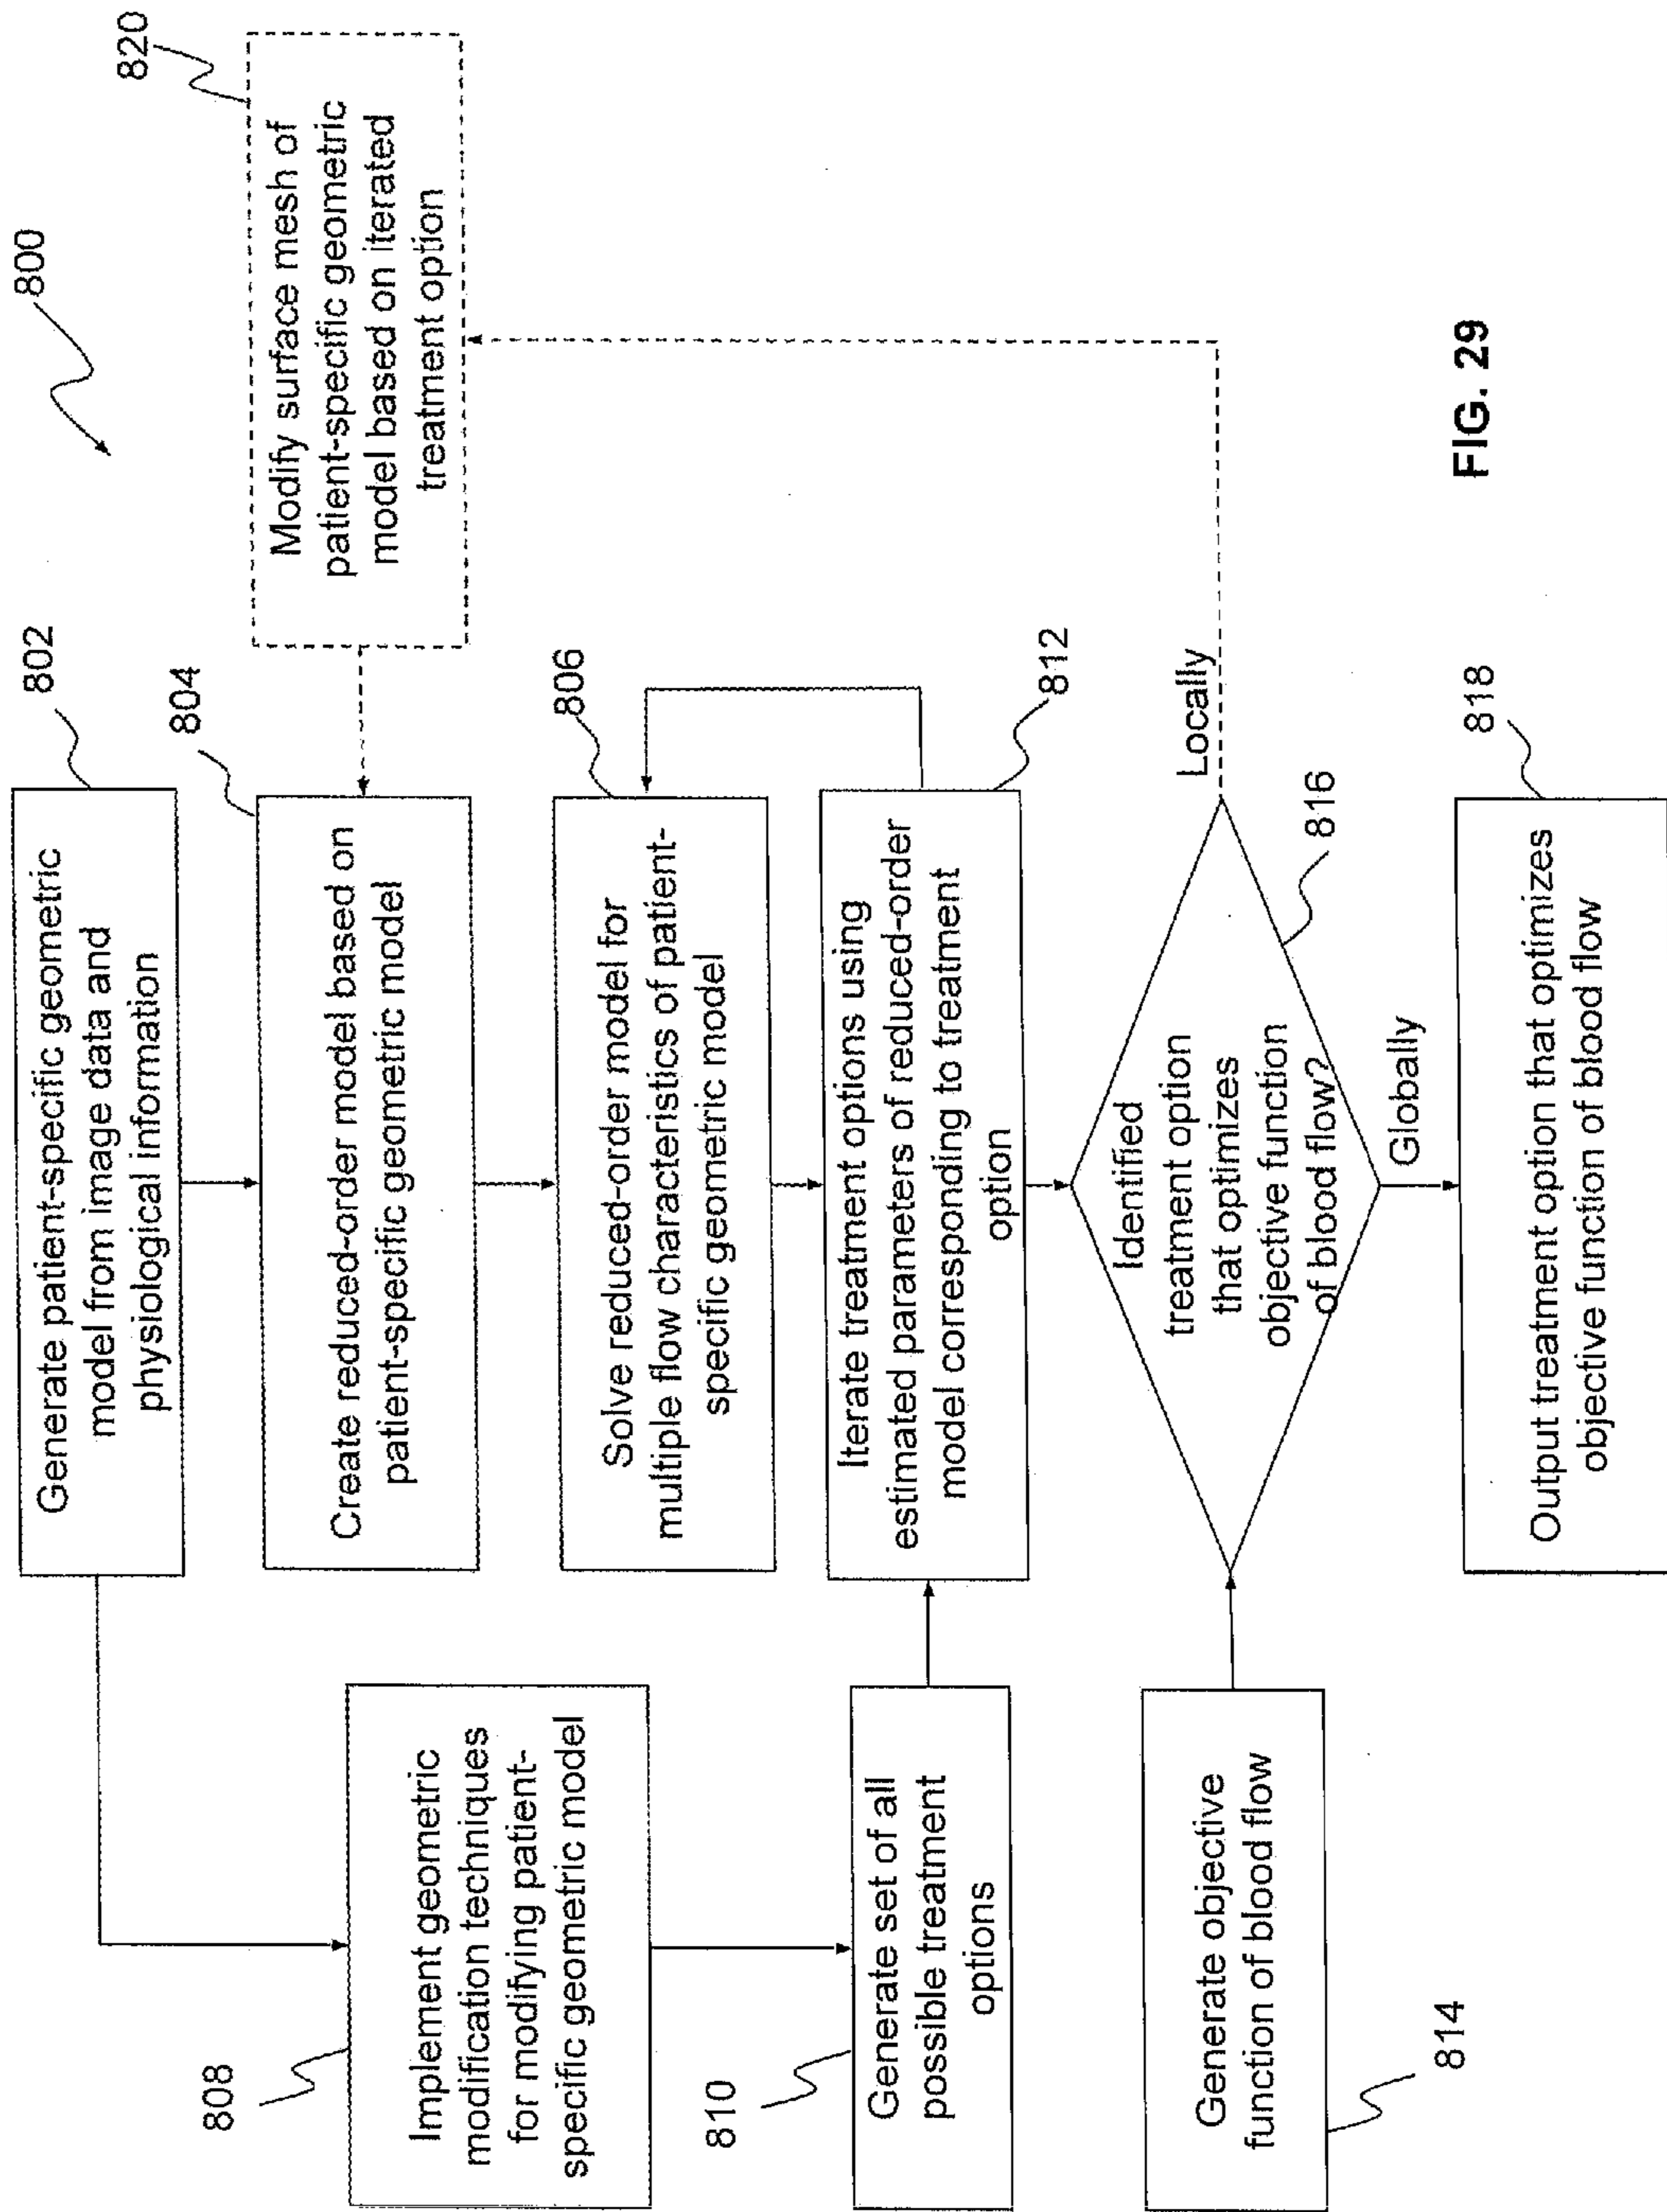 800
820
Modify surface mesh of
patient-specific geometric
model based on iterated
treatment option
802
Generate patient-specific geometric
model from image data and
physiological information
804
Create reduced-order model based on
patient-specific geometric model
806
Solve reduced-order model for
multiple flow characteristics of patient-
specific geometric model
808
Implement geometric
modification techniques
for modifying patient-
specific geometric model
810
Generate set of all
possible treatment
options
812
Iterate treatment options using
estimated parameters of reduced-order
model corresponding to treatment
option
814
Generate objective
function of blood flow
816
Identified
treatment option
that optimizes
objective function
of blood flow?
Locally
Globally
818
Output treatment option that optimizes
objective function of blood flow
FIG. 29